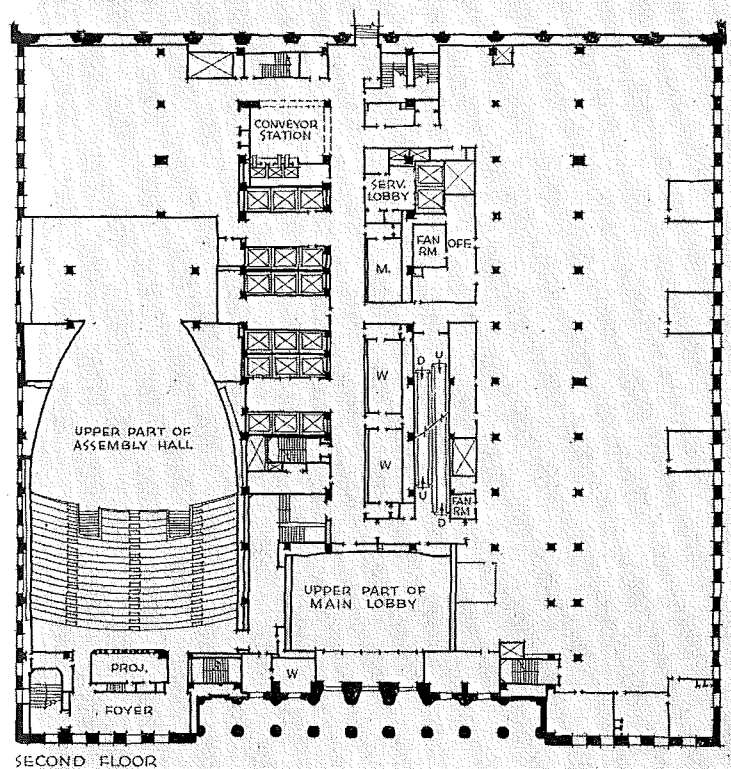 CONVEYOR
STATION
SERV.
LOBBY
FAN
RM.
OFF.
M.
D
U
W
UPPER PART OF
ASSEMBLY HALL
W
U
D
FAN
RM
UPPER PART OF
MAIN LOBBY
W
PROJ.
FOYER
SECOND FLOOR